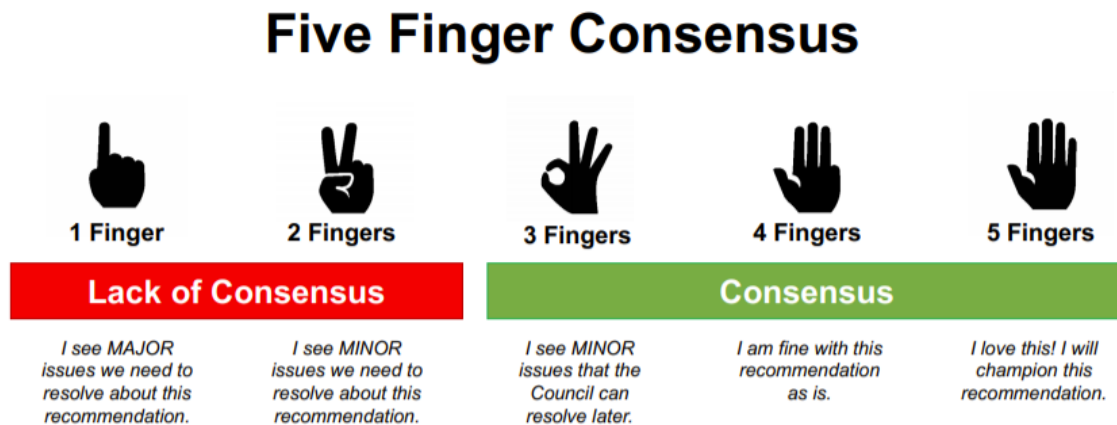 Five Finger Consensus
1 Finger
2 Fingers
3 Fingers
4 Fingers
5 Fingers
Lack of Consensus
Consensus
I see MAJOR
issues we need to
resolve about this
recommendation.
I see MINOR
issues we need to
resolve about this
recommendation.
I see MINOR
issues that the
Council can
resolve later.
I am fine with this
recommendation
as is.
I love this! I will
champion this
recommendation.